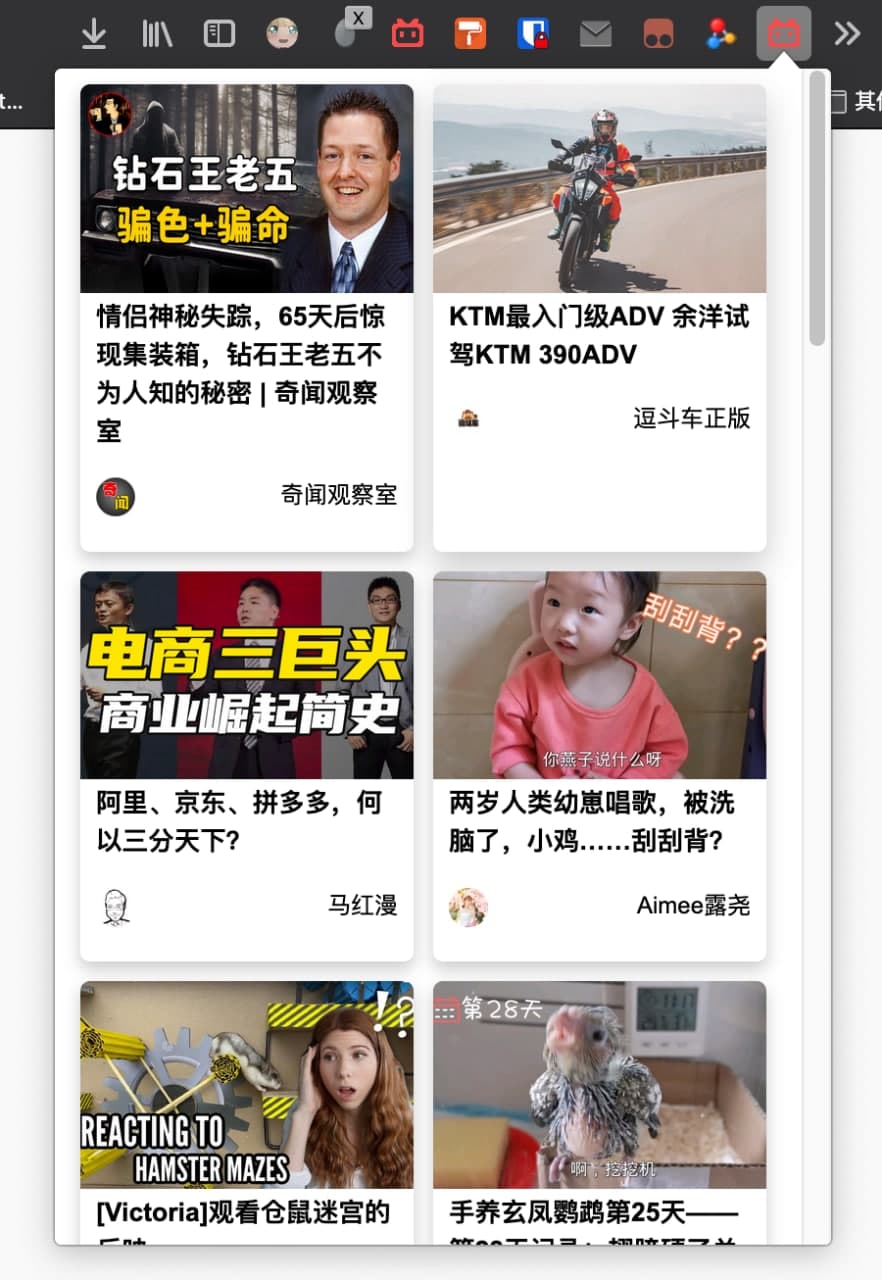 X
t...
其
钻石王老五
骗色+骗命
情侣神秘失踪，65天后惊
现集装箱，钻石王老五不
为人知的秘密 | 奇闻观察
室
奇闻
奇闻观察室
KTM最入门级ADV 余洋试
驾KTM 390ADV
逗斗车正版
电商三巨头
商业崛起简史
阿里、京东、拼多多，何
以三分天下?
马红漫
刮刮背? ?
你燕子说什么呀
两岁人类幼崽唱歌，被洗
脑了，小鸡……刮刮背?
Aimee露尧
!?
REACTING TO
HAMSTER MAZES
[Victoria]观看仓鼠迷宫的
第28天
啊，挖挖机
手养玄凤鹦鹉第25天——